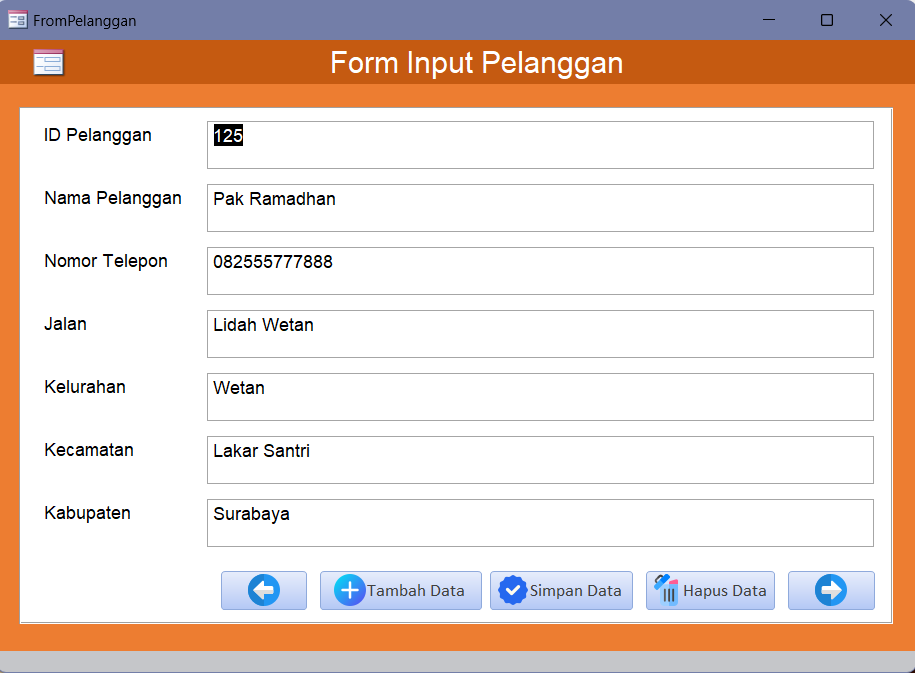 FromPelanggan
Form Input Pelanggan
ID Pelanggan 125
Nama Pelanggan Pak Ramadhan
Nomor Telepon 082555777888
Jalan Lidah Wetan
Kelurahan Wetan
Kecamatan Lakar Santri
Kabupaten Surabaya
Tambah Data Simpan Data Hapus Data